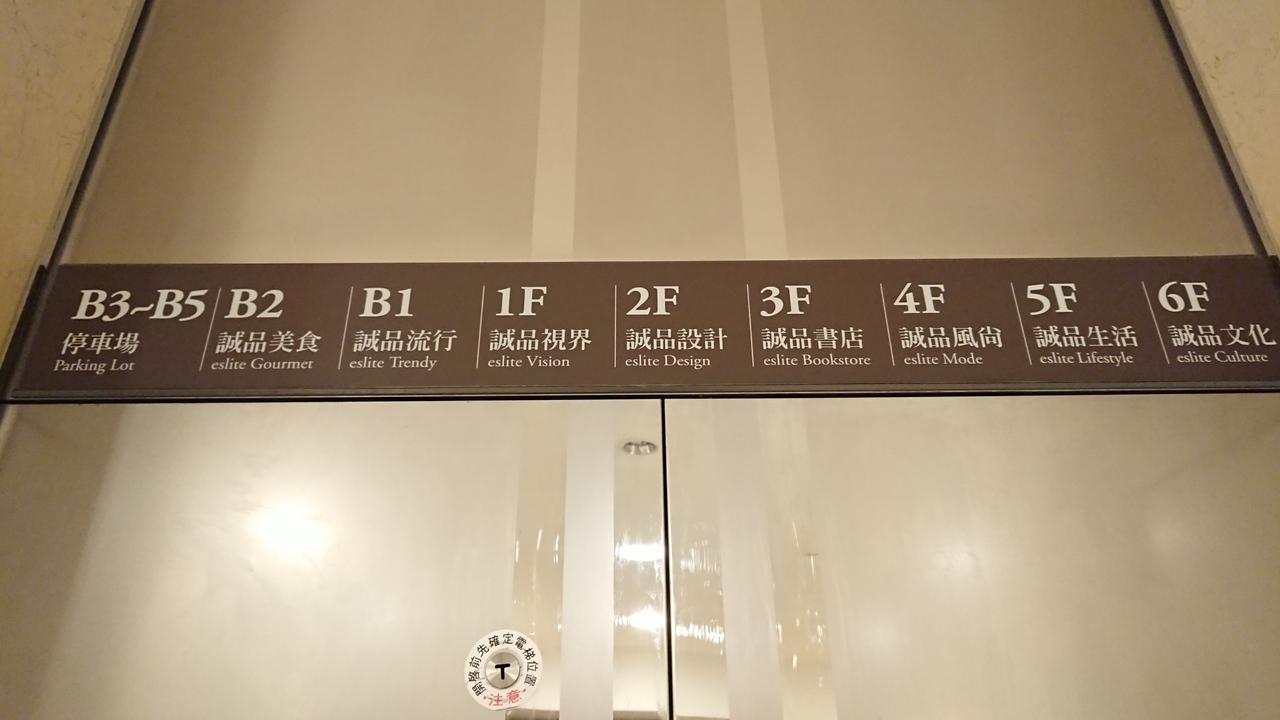 B3~B5
停車場
Parking Lot
B2
誠品美食
eslite Gourmet
B1
誠品流行
eslite Trendy
1F
誠品視界
eslite Vision
2F
誠品設計
eslite Design
3F
誠品書店
eslite Bookstore
4F
誠品風尚
eslite Mode
5F
誠品生活
eslite Lifestyle
6F
誠品文化
eslite Culture
開啓前先確定電梯位置
T
"注意"